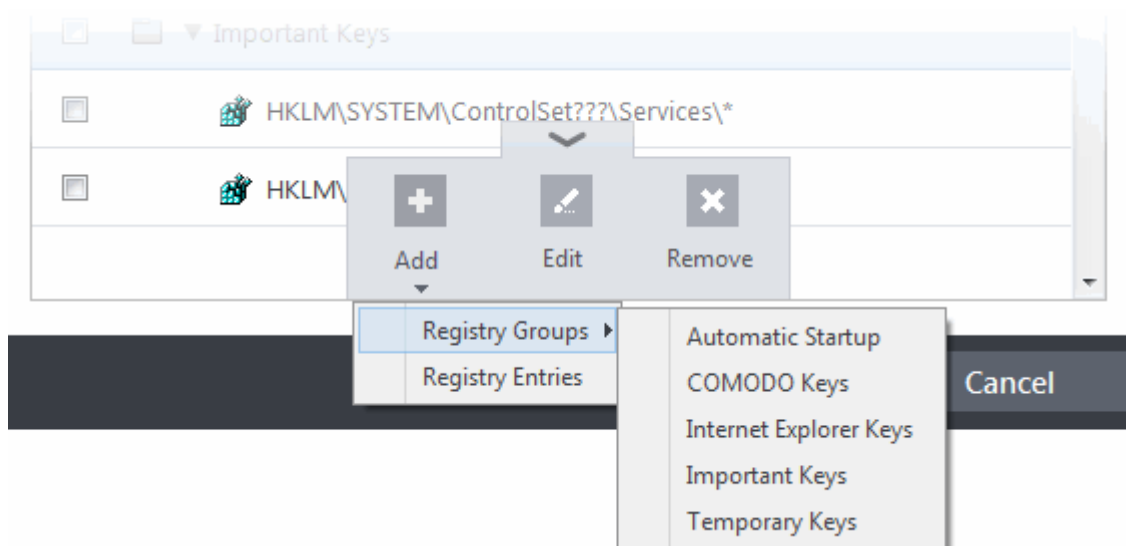 Important Keys
HKLM\SYSTEM\ControlSet???\Services\*
HKLM\
Add
Edit
Remove
Registry Groups
Registry Entries
Automatic Startup
COMODO Keys
Internet Explorer Keys
Important Keys
Temporary Keys
Cancel